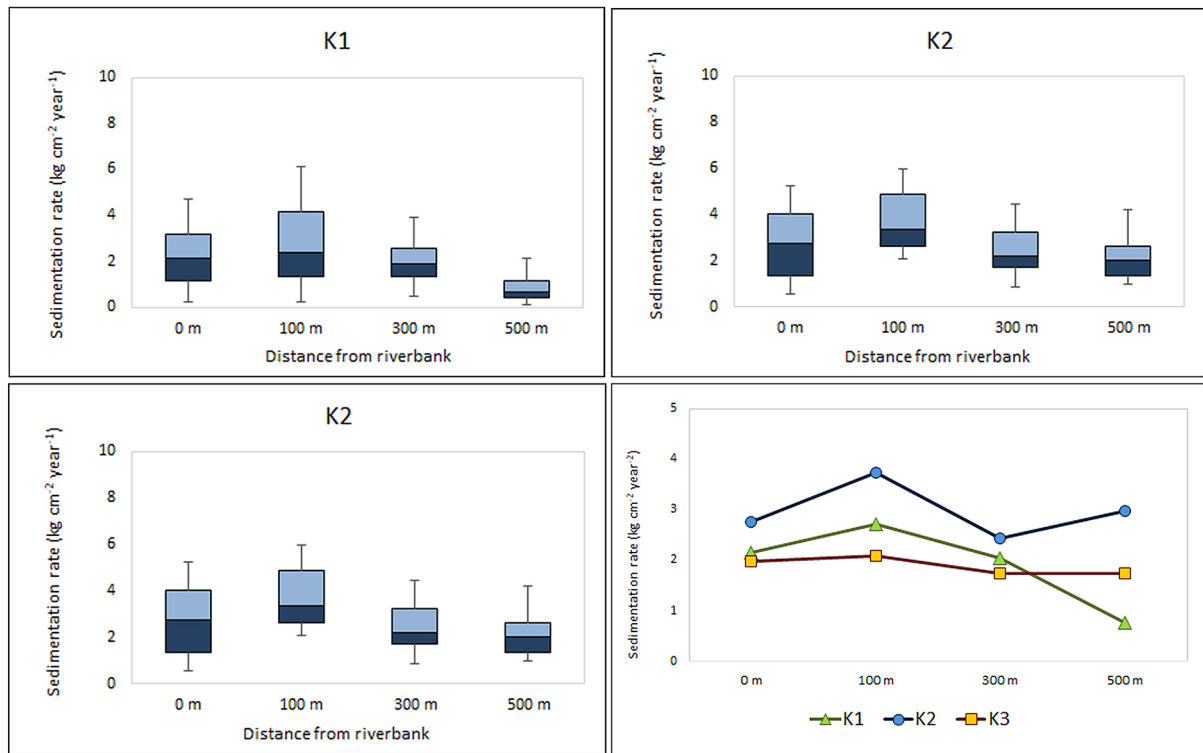 K1
Sedimentation rate (kg cm⁻² year⁻¹)
10
8
6
4
2
0
0 m 100 m 300 m 500 m
Distance from riverbank
K2
Sedimentation rate (kg cm⁻² year⁻¹)
10
8
6
4
2
0
0 m 100 m 300 m 500 m
Distance from riverbank
K2
Sedimentation rate (kg cm⁻² year⁻¹)
10
8
6
4
2
0
0 m 100 m 300 m 500 m
Distance from riverbank
Sedimentation rate (kg cm⁻² year⁻²)
5
4
3
2
1
0
0 m 100 m 300 m 500 m
K1 K2 K3